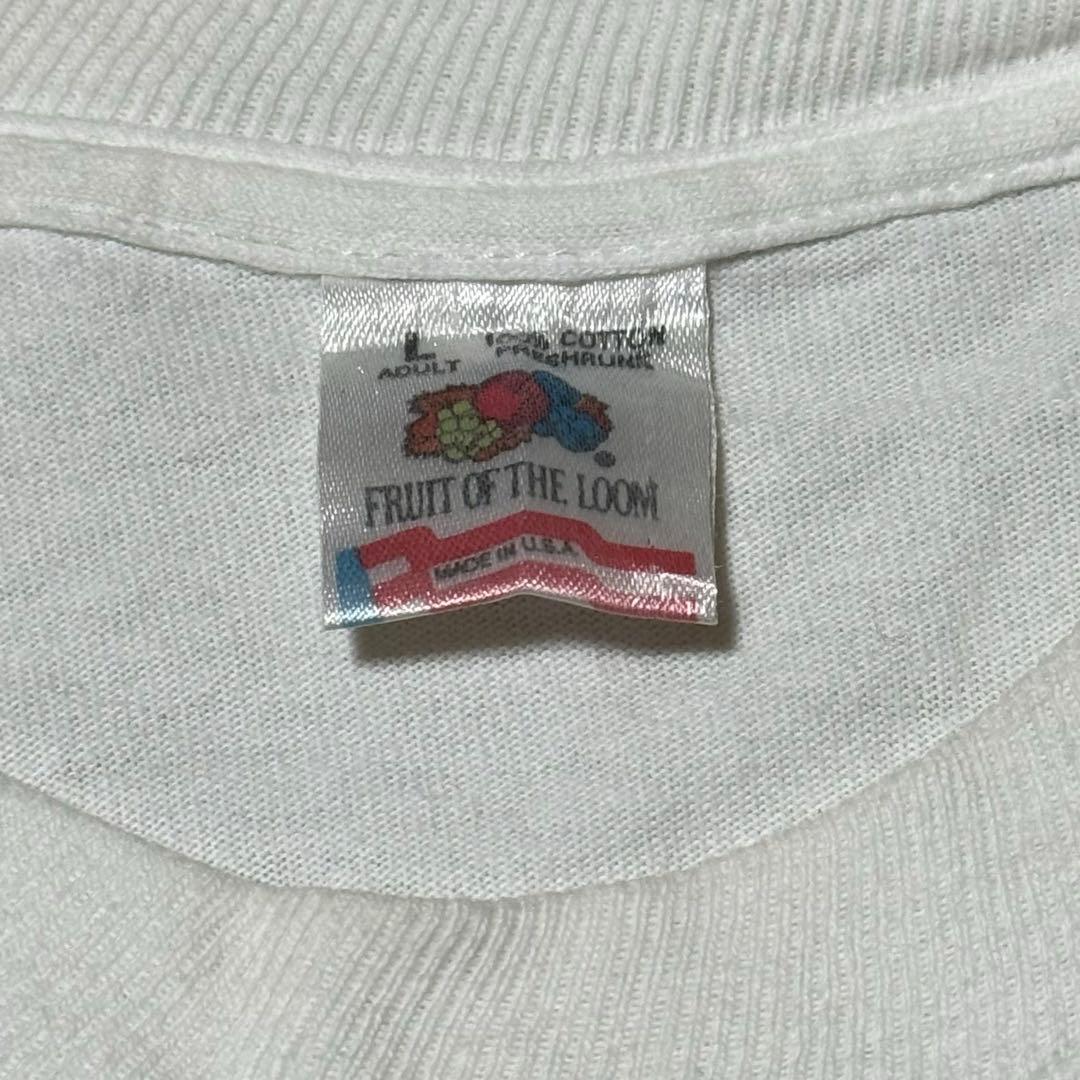 L 100% COTTON
ADULT PRESHRUNK
®
FRUIT OF THE LOOM
MADE IN U.S.A.